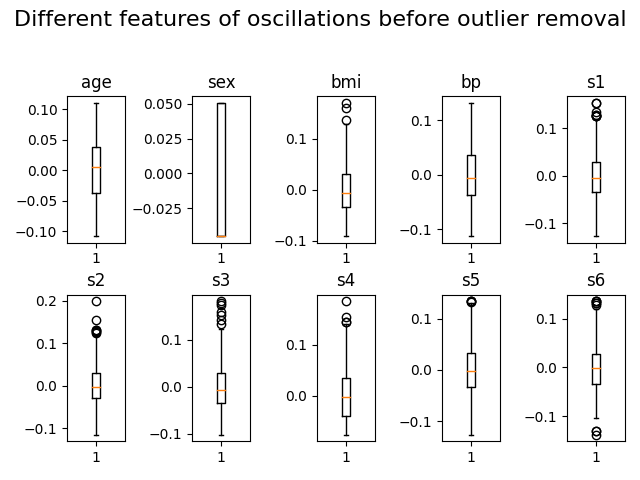 Different features of oscillations before outlier removal
age sex bmi bp s1
0.10 0.05 0.00 −0.05 −0.10
0.050 0.025 0.000 −0.025
0.1 0.0 −0.1
0.1 0.0 −0.1
0.1 0.0 −0.1
1 1 1 1 1
s2 s3 s4 s5 s6
0.2 0.1 0.0 −0.1
0.1 0.0 −0.1
0.1 0.0
0.1 0.0 −0.1
0.1 0.0 −0.1
1 1 1 1 1